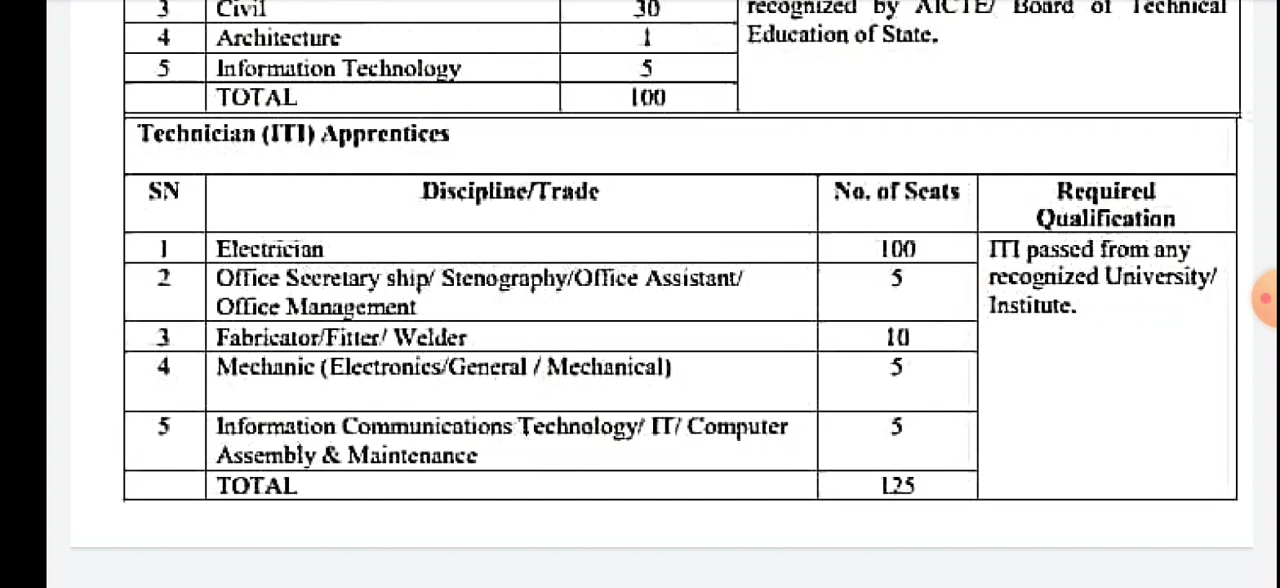 3 Civil 30 recognized by AICTE/ Board of Technical
4 Architecture 1 Education of State.
5 Information Technology 5
TOTAL 100
Technician (ITI) Apprentices
SN Discipline/Trade No. of Seats Required
Qualification
1 Electrician 100 ITI passed from any
2 Office Secretary ship/ Stenography/Office Assistant/ 5 recognized University/
Office Management Institute.
3 Fabricator/Fitter/ Welder 10
4 Mechanic (Electronics/General / Mechanical) 5
5 Information Communications Technology/ IT/ Computer 5
Assembly & Maintenance
TOTAL 125